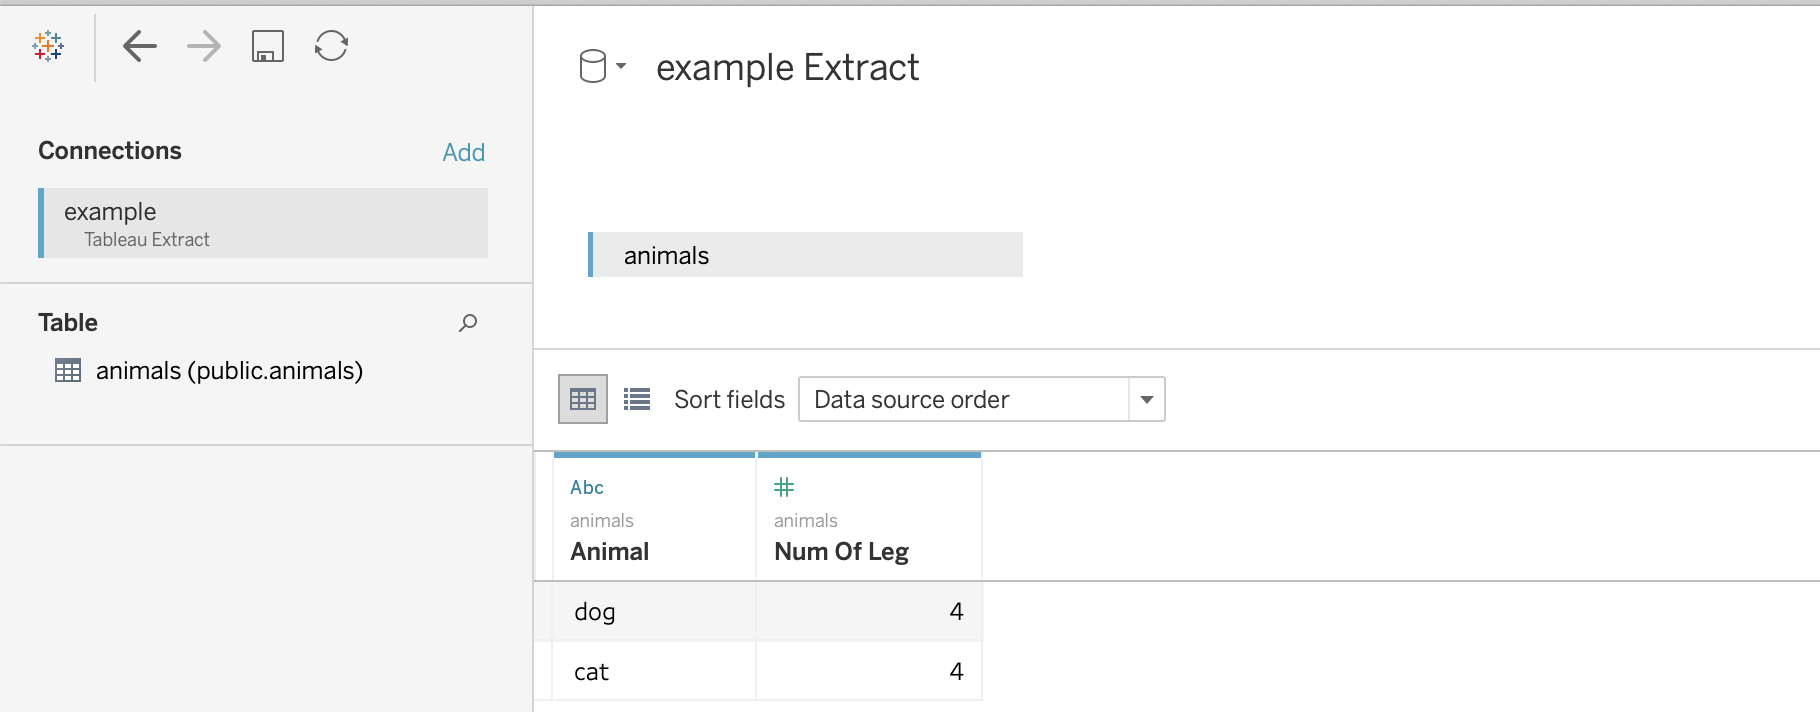 Connections
Add
example
Tableau Extract
Table
animals (public.animals)
example Extract
animals
Sort fields
Data source order
Abc
animals
Animal
#
animals
Num Of Leg
dog 4
cat 4